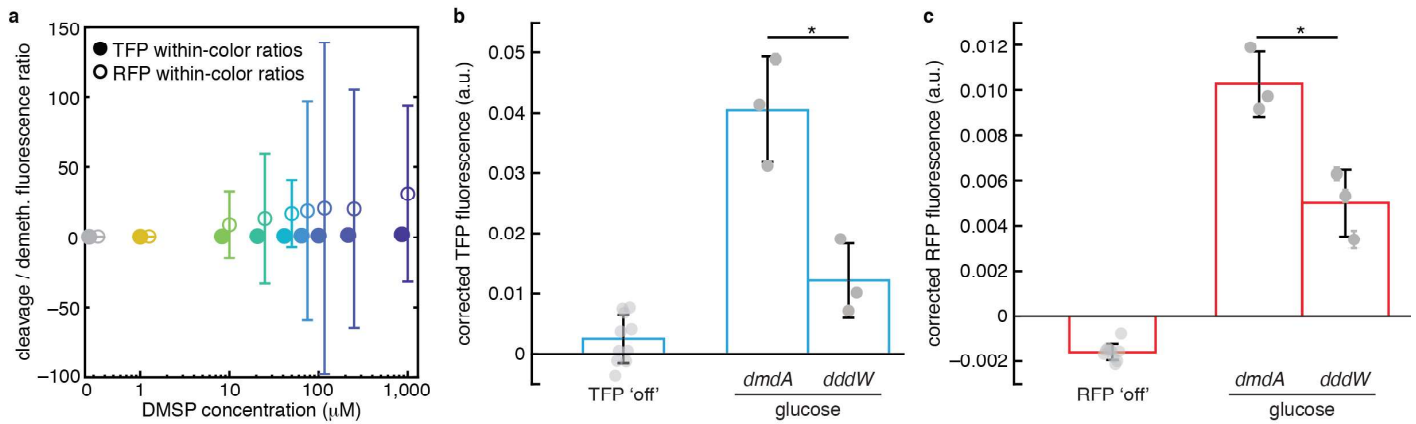 a
150
100
50
0
−50
−100
cleavage / demeth. fluorescence ratio
TFP within-color ratios
RFP within-color ratios
0 1 10 100 1,000
DMSP concentration (μM)
b
0.05
0.04
0.03
0.02
0.01
0
corrected TFP fluorescence (a.u.)
*
TFP ‘off’
dmdA dddW
glucose
c
0.012
0.010
0.008
0.006
0.004
0.002
0
−0.002
corrected RFP fluorescence (a.u.)
*
RFP ‘off’
dmdA dddW
glucose